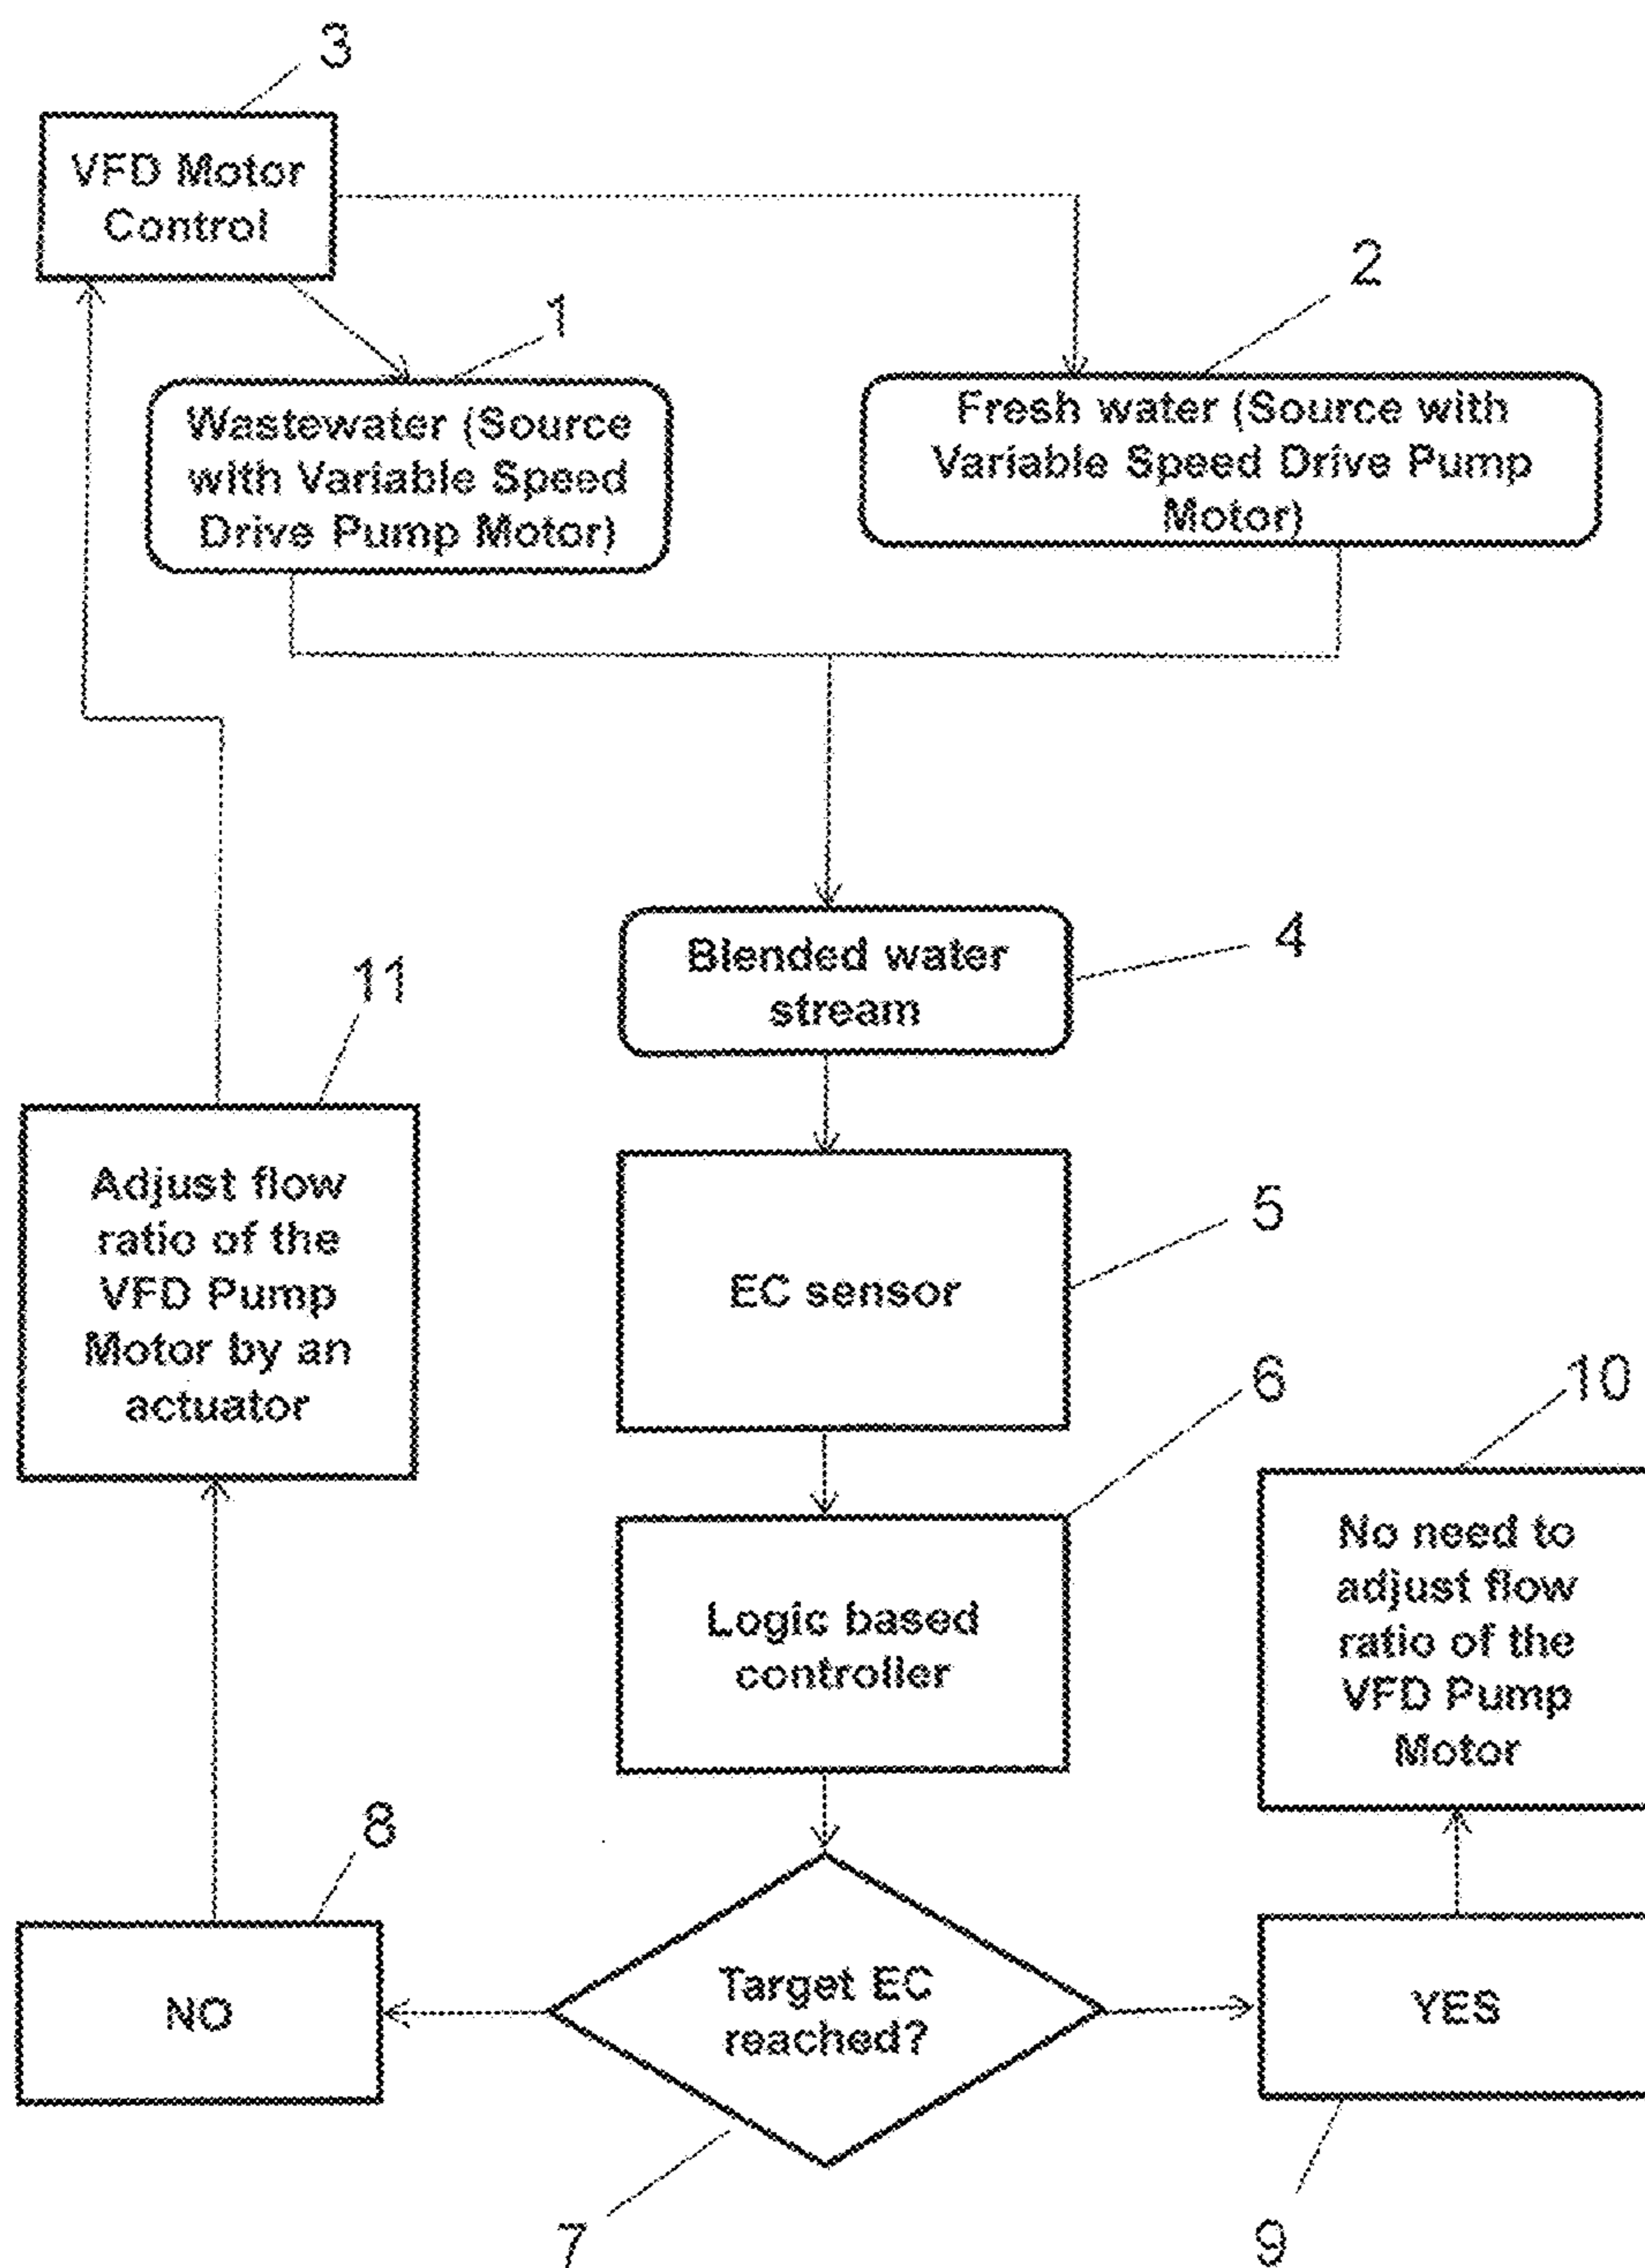 3
VFD Motor
Control
2
1
Wastewater (Source
with Variable Speed
Drive Pump Motor)
Fresh water (Source with
Variable Speed Drive Pump
Motor)
4
Blended water
stream
11
Adjust flow
ratio of the
VFD Pump
Motor by an
actuator
5
EC sensor
6
Logic based
controller
10
No need to
adjust flow
ratio of the
VFD Pump
Motor
8
NO
Target EC
reached?
YES
7
9